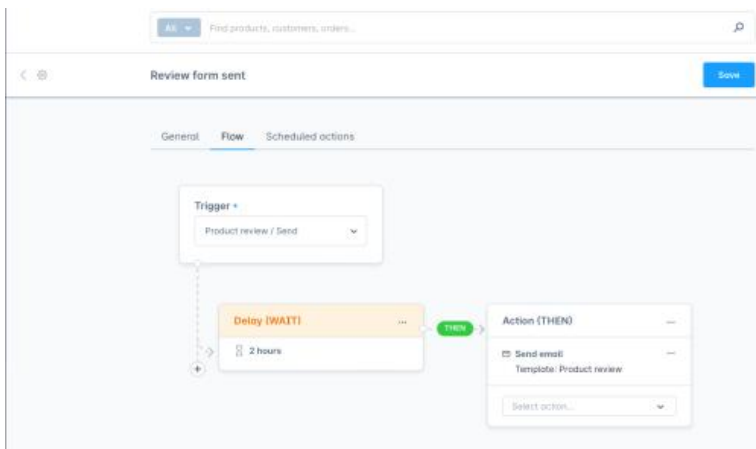 All
Find products, customers, orders...
Review form sent
Save
General Flow Scheduled actions
Trigger *
Product review / Send
Delay (WAIT) ...
2 hours
THEN
Action (THEN) ...
Send email ...
Template: Product review
Select action...